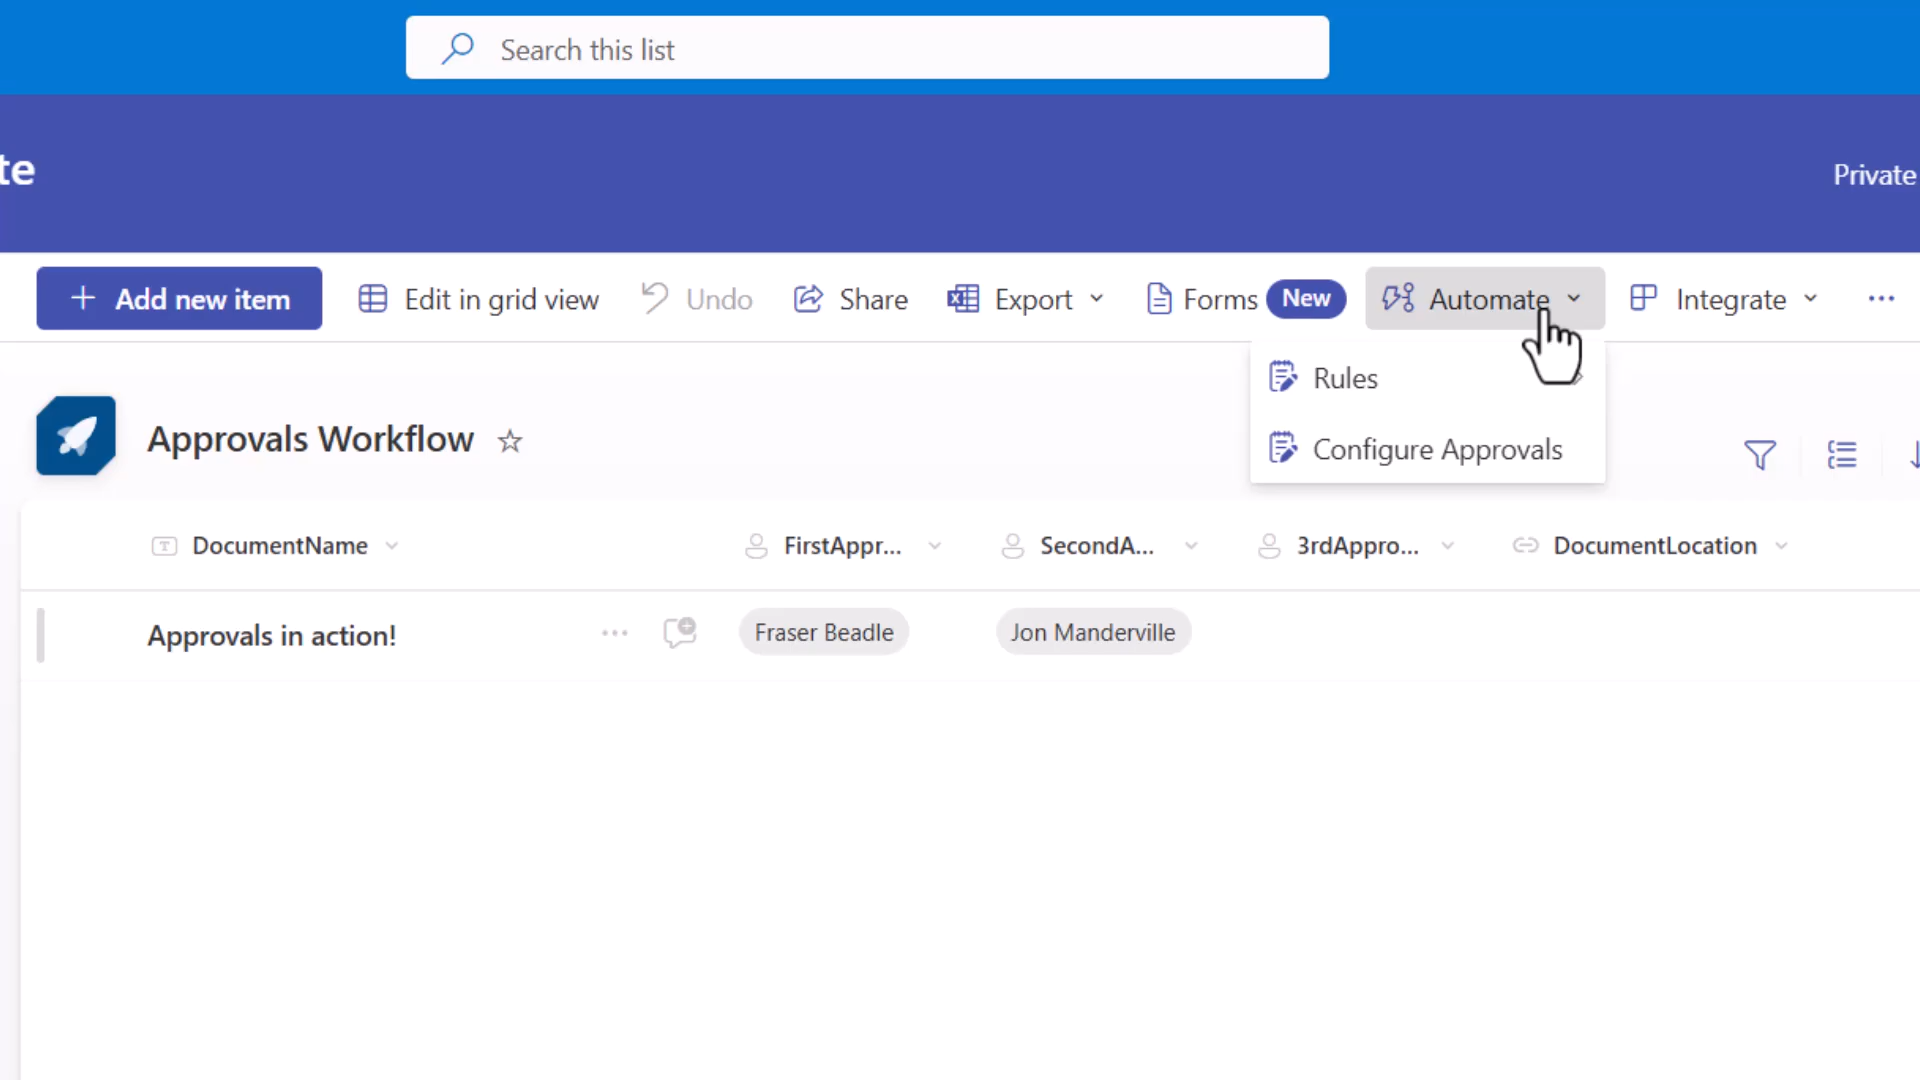 Search this list
te
Private
Add new item Edit in grid view Undo Share Export Forms New Automate Integrate
Rules
Configure Approvals
Approvals Workflow
DocumentName FirstAppr... SecondA... 3rdAppro... DocumentLocation
Approvals in action! Fraser Beadle Jon Manderville